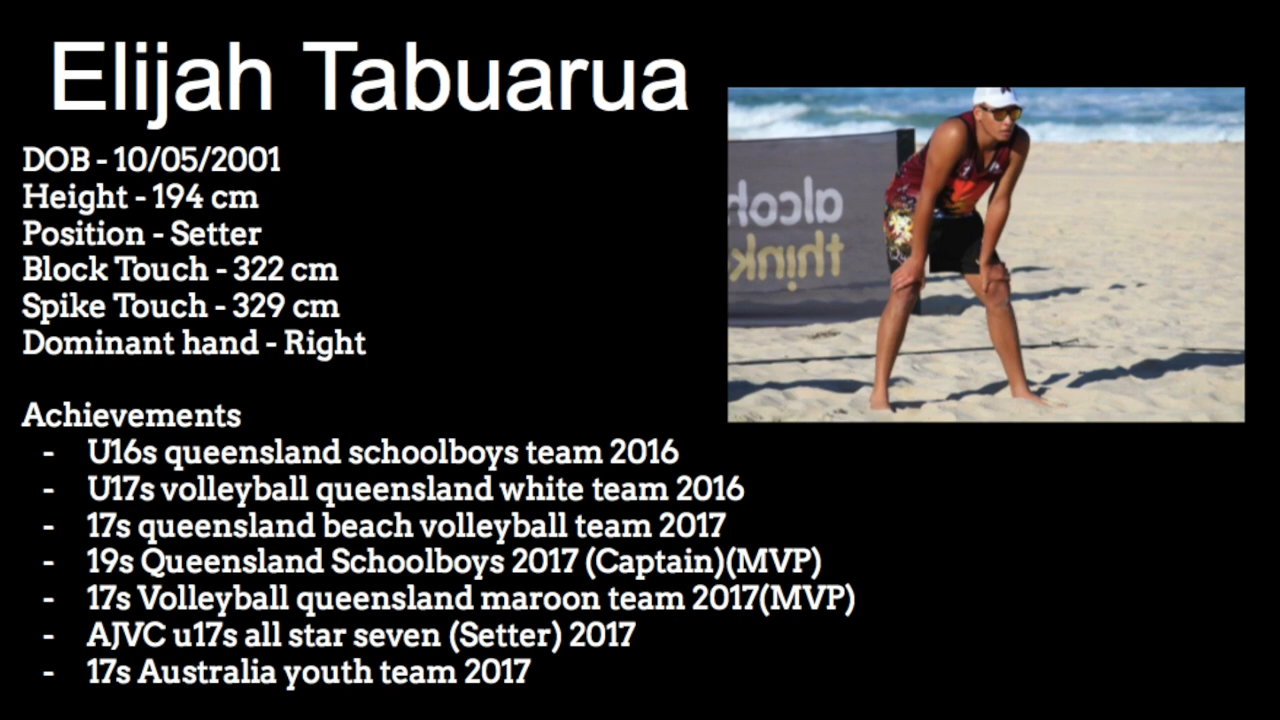 Elijah Tabuarua
DOB - 10/05/2001
Height - 194 cm
Position - Setter
Block Touch - 322 cm
Spike Touch - 329 cm
Dominant hand - Right
alcoh
think
Achievements
- U16s queensland schoolboys team 2016
- U17s volleyball queensland white team 2016
- 17s queensland beach volleyball team 2017
- 19s Queensland Schoolboys 2017 (Captain)(MVP)
- 17s Volleyball queensland maroon team 2017(MVP)
- AJVC u17s all star seven (Setter) 2017
- 17s Australia youth team 2017